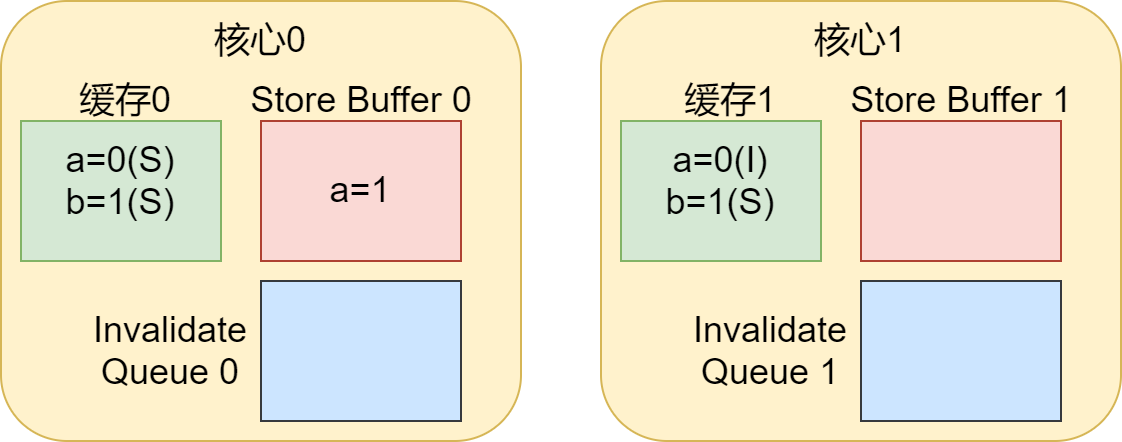 核心0
缓存0
Store Buffer 0
a=0(S)
b=1(S)
a=1
Invalidate
Queue 0
核心1
缓存1
Store Buffer 1
a=0(I)
b=1(S)
Invalidate
Queue 1